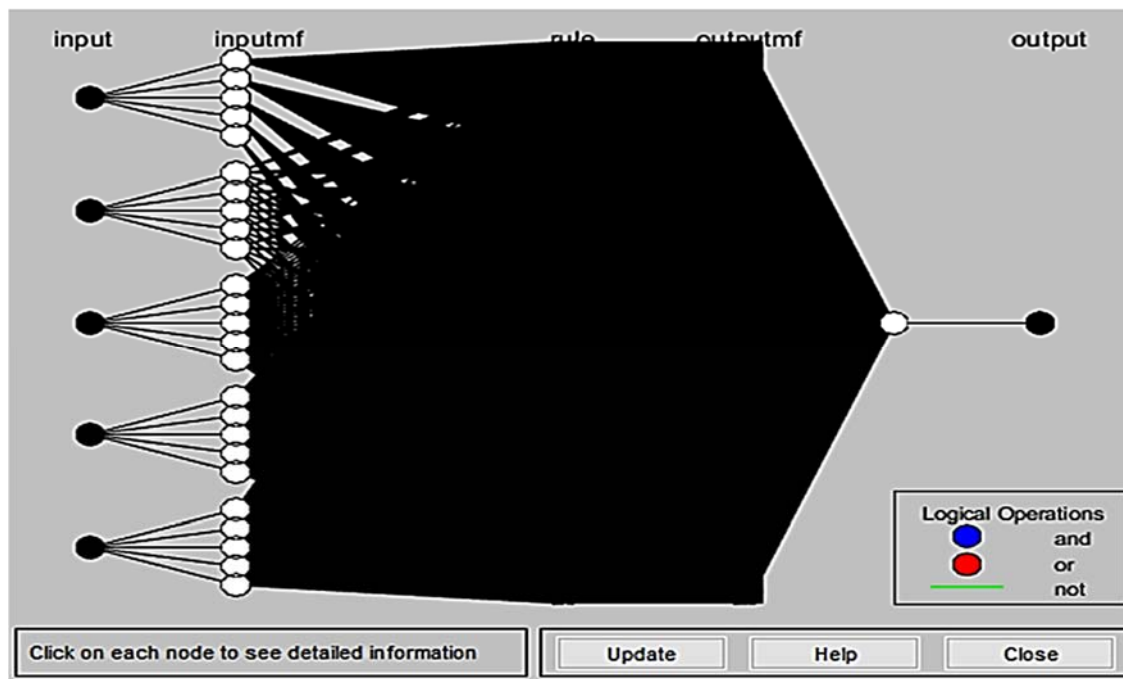 input inputmf rule outputmf output
Logical Operations
and
or
not
Click on each node to see detailed information
Update Help Close